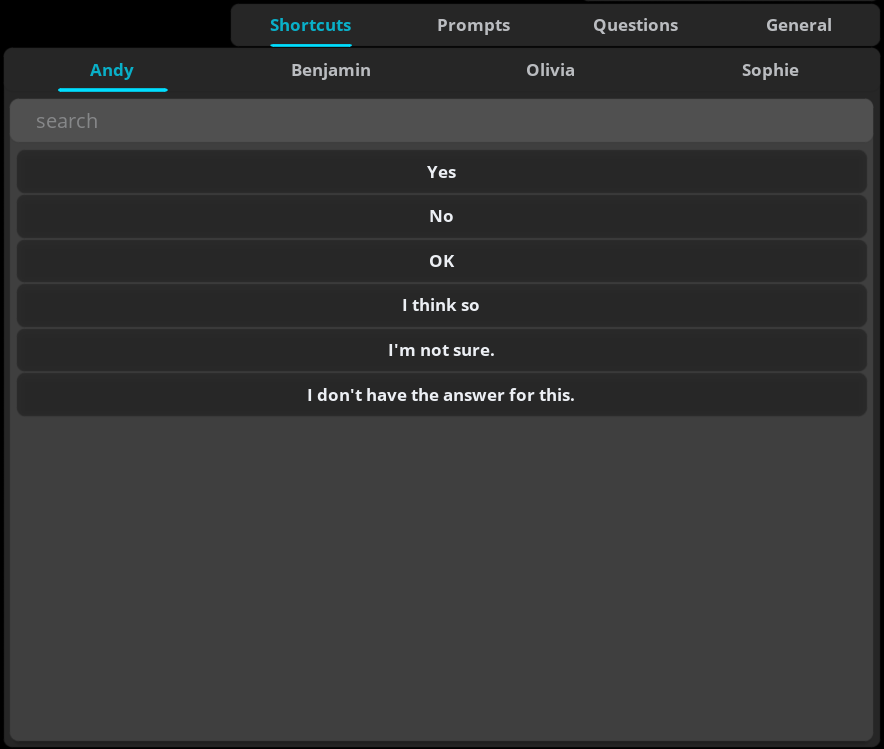 Shortcuts Prompts Questions General
Andy Benjamin Olivia Sophie
search
Yes
No
OK
I think so
I'm not sure.
I don't have the answer for this.